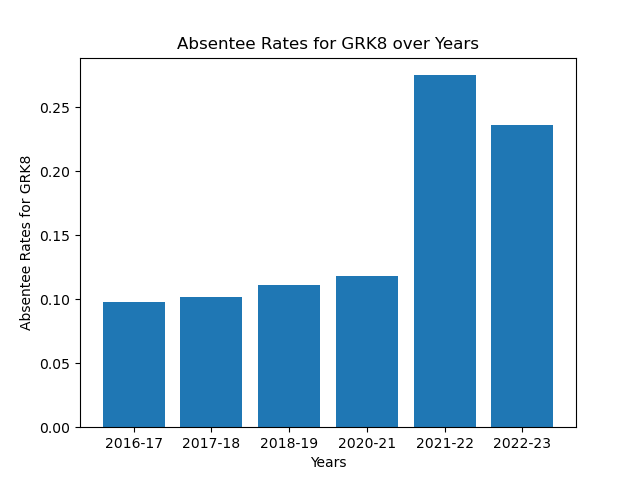 Absentee Rates for GRK8 over Years
Absentee Rates for GRK8
0.25
0.20
0.15
0.10
0.05
0.00
2016-17 2017-18 2018-19 2020-21 2021-22 2022-23
Years